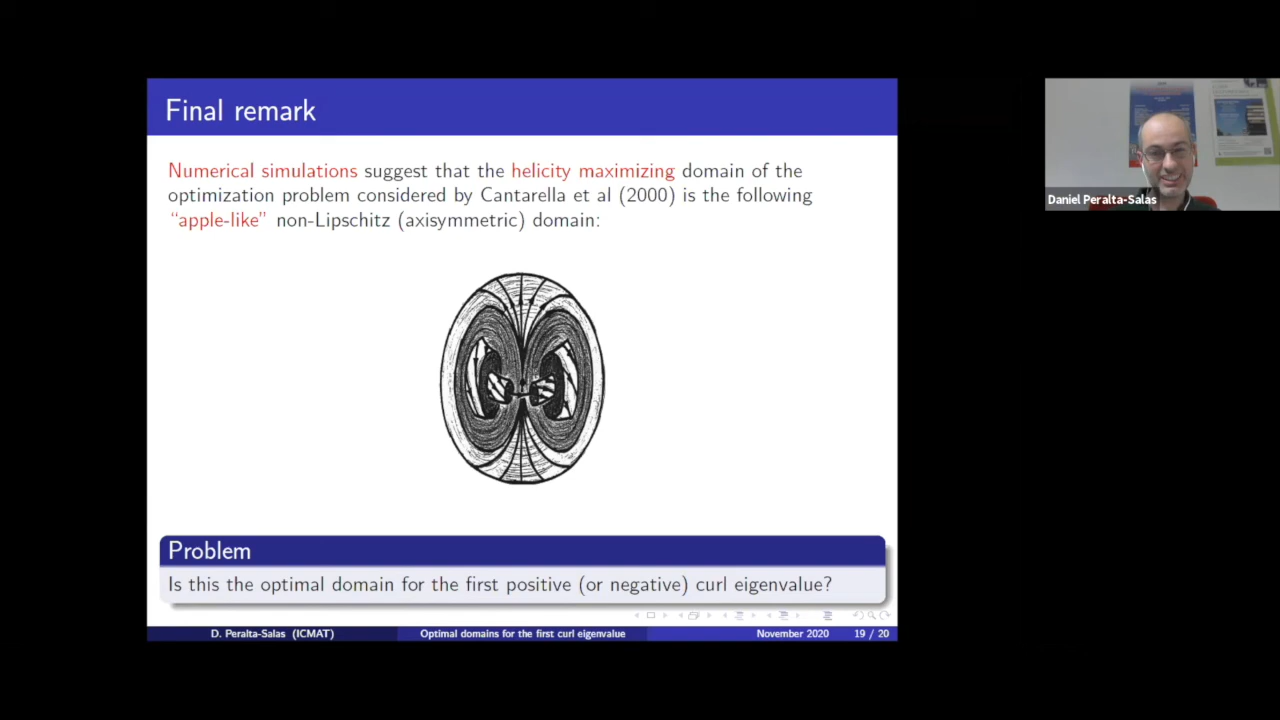 Final remark
Numerical simulations suggest that the helicity maximizing domain of the
optimization problem considered by Cantarella et al (2000) is the following
“apple-like” non-Lipschitz (axisymmetric) domain:
Problem
Is this the optimal domain for the first positive (or negative) curl eigenvalue?
D. Peralta-Salas (ICMAT)
Optimal domains for the first curl eigenvalue
November 2020
19 / 20
Daniel Peralta-Salas